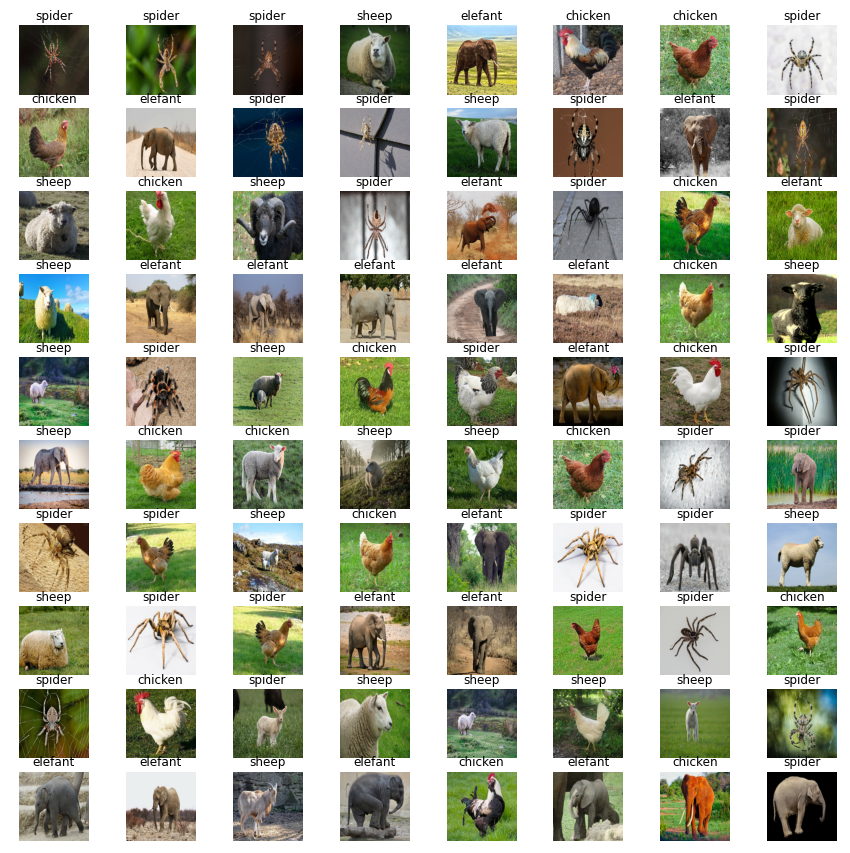 spider spider spider sheep elefant chicken chicken spider
chicken elefant spider spider sheep spider elefant spider
sheep chicken sheep spider elefant spider chicken elefant
sheep elefant elefant elefant elefant elefant chicken sheep
sheep spider sheep chicken spider elefant chicken spider
sheep chicken chicken sheep sheep chicken spider spider
spider spider sheep chicken elefant spider spider sheep
sheep spider spider elefant elefant spider spider chicken
spider chicken spider sheep sheep sheep sheep spider
elefant elefant sheep elefant chicken elefant chicken spider